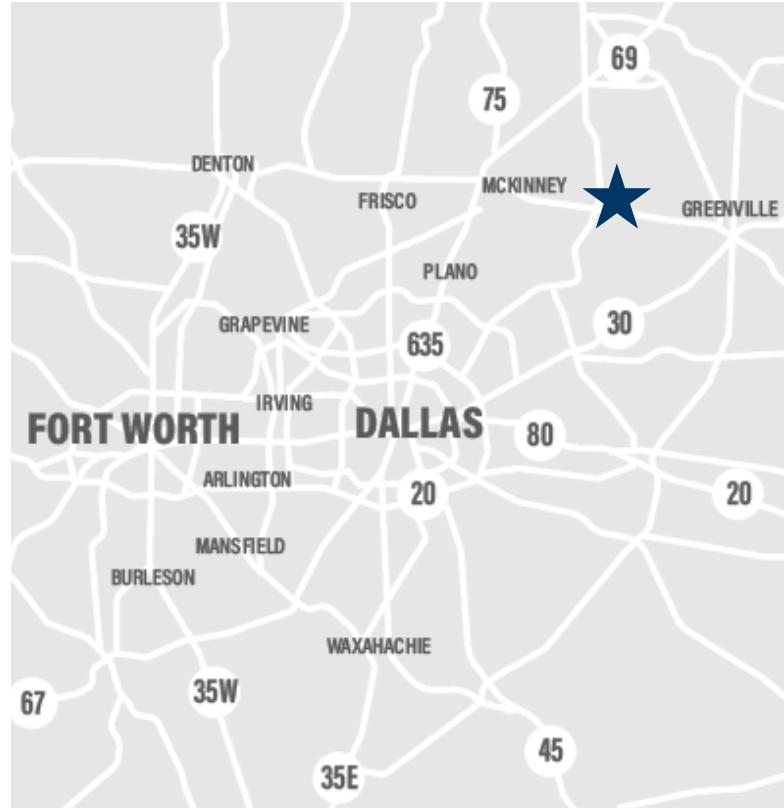 69
75
DENTON
MCKINNEY
FRISCO
GREENVILLE
35W
PLANO
GRAPEVINE
30
635
IRVING
FORT WORTH
DALLAS
80
ARLINGTON
20
20
MANSFIELD
BURLESON
WAXAHACHIE
35W
67
45
35E